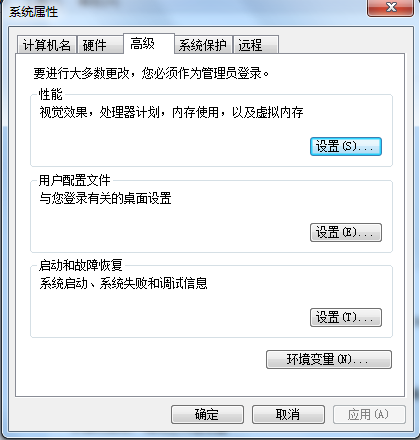 系统属性
计算机名 硬件 高级 系统保护 远程
要进行大多数更改，您必须作为管理员登录。
性能
视觉效果，处理器计划，内存使用，以及虚拟内存
设置(S)...
用户配置文件
与您登录有关的桌面设置
设置(E)...
启动和故障恢复
系统启动、系统失败和调试信息
设置(T)...
环境变量(N)...
确定 取消 应用(A)